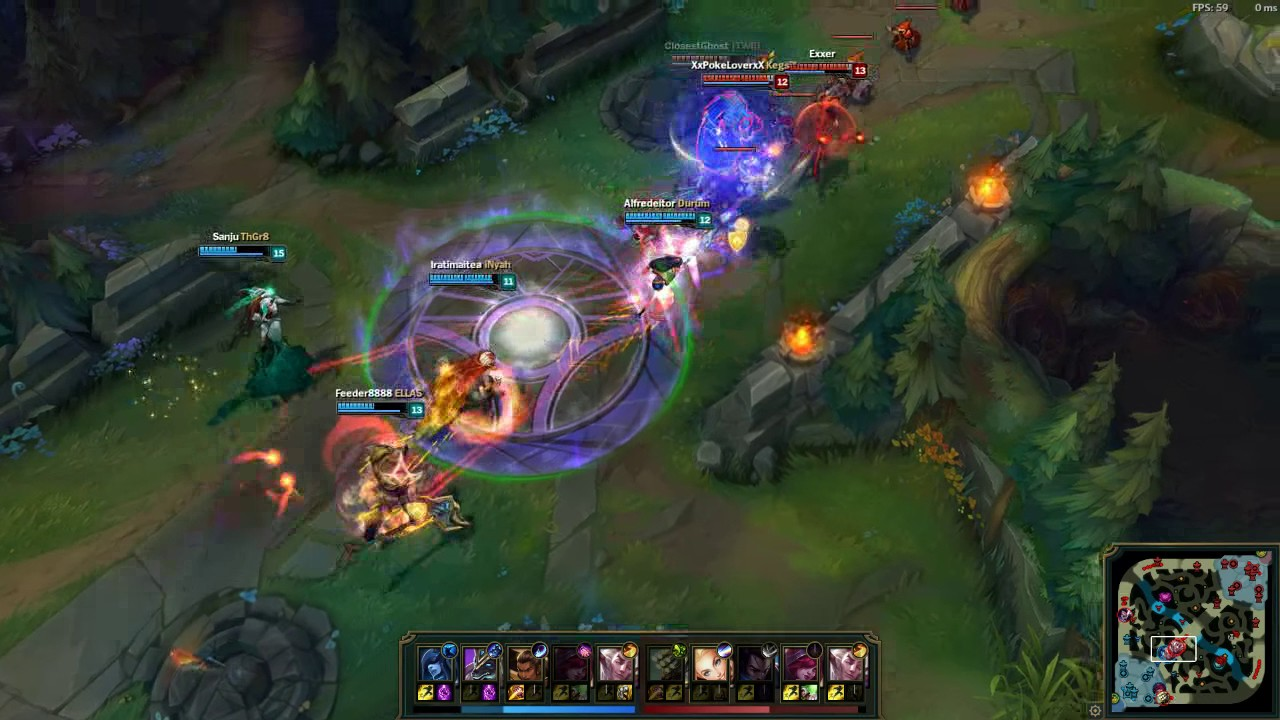 FPS: 59 0 ms
ClosestGhost
Exxer
XxPokeLoverxX Kegs
13
12
Alfredeitor Durum
12
Sanju ThGr8
15
Iratimaitea iNyah
11
Feeder8888 ELLAS
13